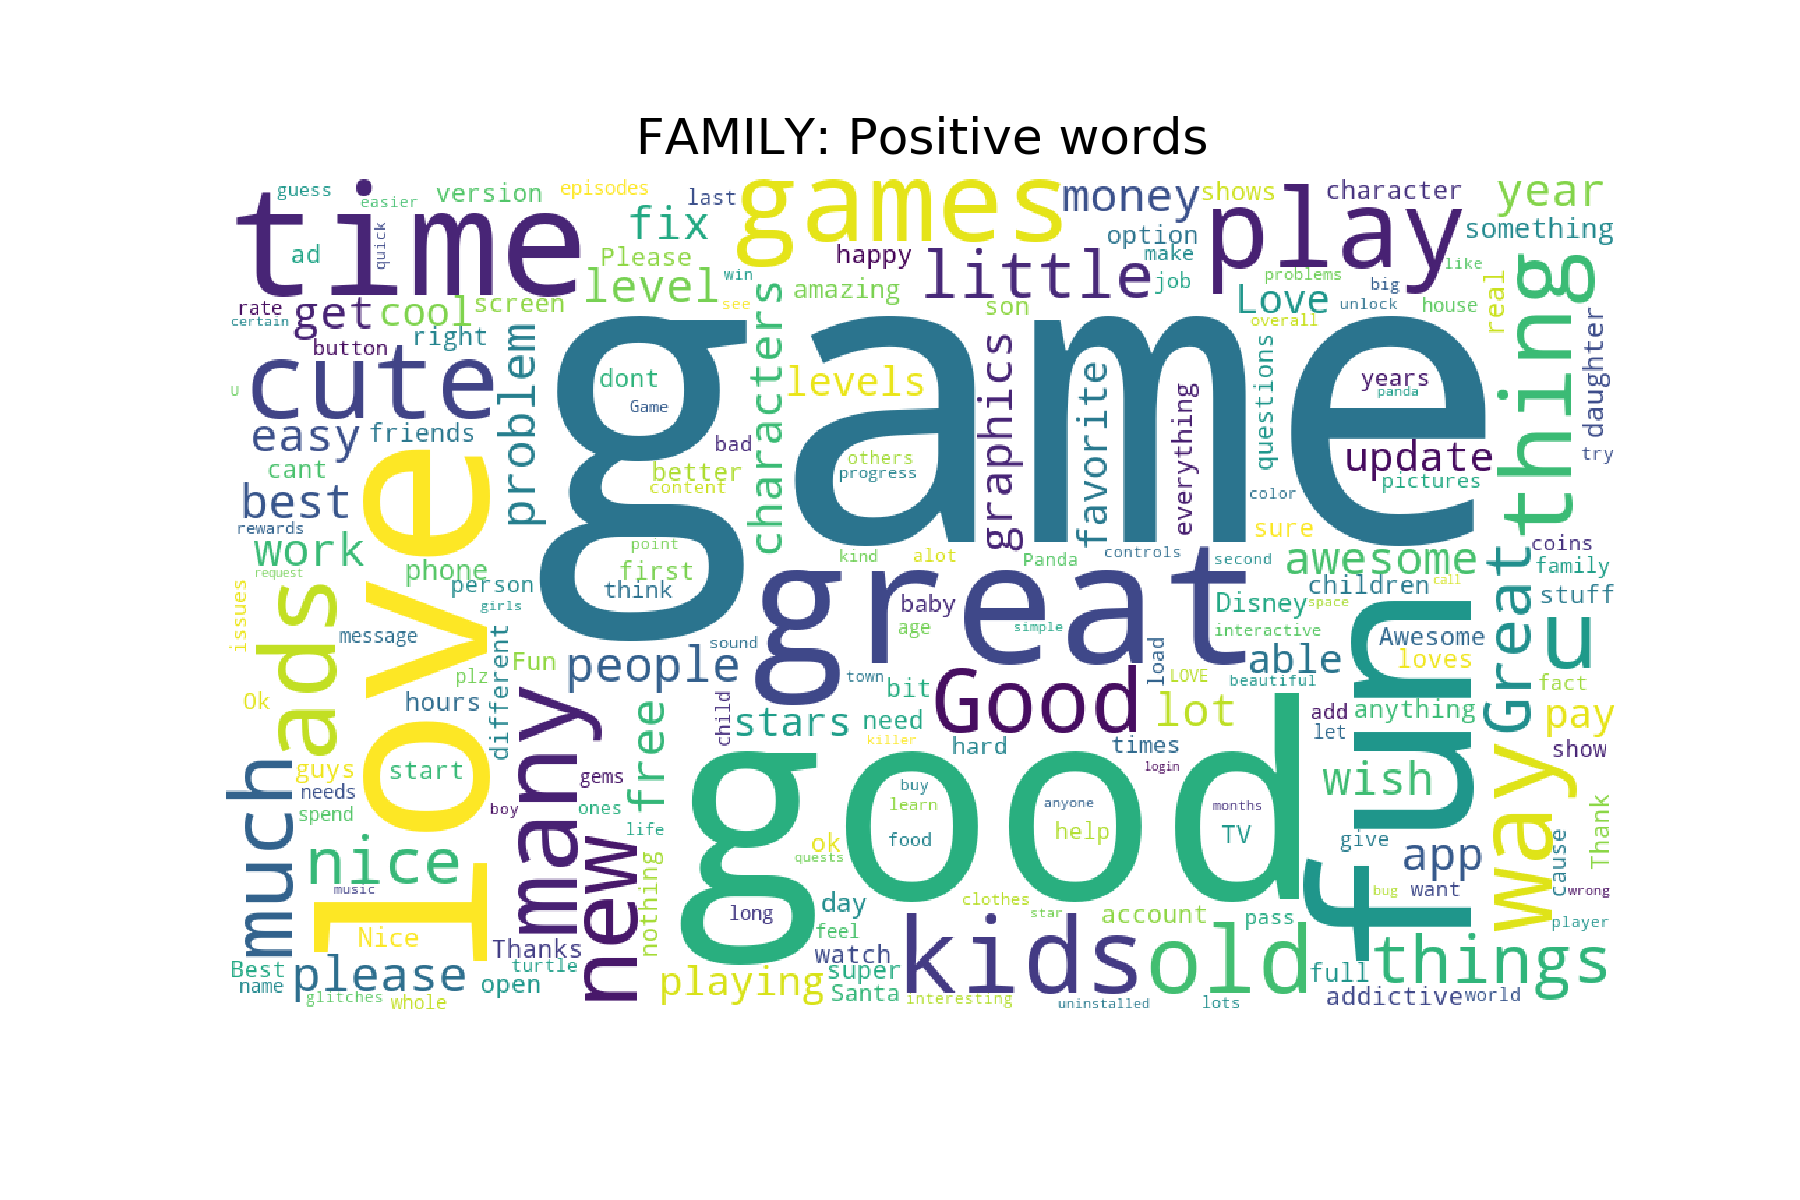 FAMILY: Positive words
guess
easier
version
episodes
last
games
money
shows
character
year
time
quick
fix
option
play
something
ad
Please
happy
little
make
job
problems
like
level
win
amazing
son
Love
big
unlock
house
real
thing
rate
certain
get
cool
screen
see
overall
button
right
problem
characters
game
graphics
favorite
everything
questions
daughter
u
cute
dont
Game
levels
years
panda
easy
friends
bad
better
content
others
progress
update
pictures
try
cant
best
rewards
love
color
sure
work
request
phone
point
first
think
kind
alot
Panda
controls
second
awesome
coins
family
issues
ads
person
girls
great
baby
age
simple
Disney
space
interactive
children
call
Great
stuff
u
message
different
Fun
plz
people
sound
town
bit
load
LOVE
able
beautiful
fun
Awesome
loves
fact
Ok
hours
many
free
child
stars
need
killer
Good
lot
hard
times
login
add
let
anything
pay
show
much
guys
needs
spend
start
boy
gems
ones
life
good
buy
learn
food
anyone
help
months
TV
wish
way
Thank
nice
music
new
nothing
ok
quests
give
app
cause
bug
want
wrong
player
Nice
Thanks
long
day
feel
watch
clothes
star
account
pass
Best
name
please
glitches
whole
turtle
open
playing
super
Santa
kids
interesting
uninstalled
old
lots
full
things
addictive
world